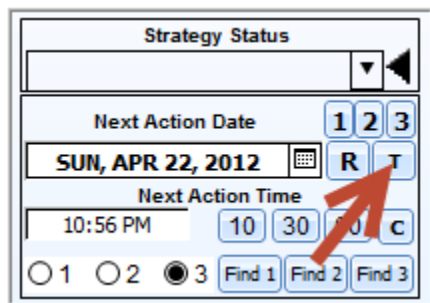 Strategy Status
Next Action Date 1 2 3
SUN, APR 22, 2012 R T
Next Action Time
10:56 PM 10 30 C
1 2 3 Find 1 Find 2 Find 3